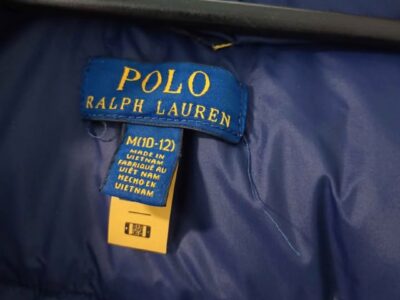 POLO
RALPH LAUREN
M(10-12)
MADE IN
VIETNAM
FABRIQUÉ AU
VIÊT NAM
HECHO EN
VIETNAM